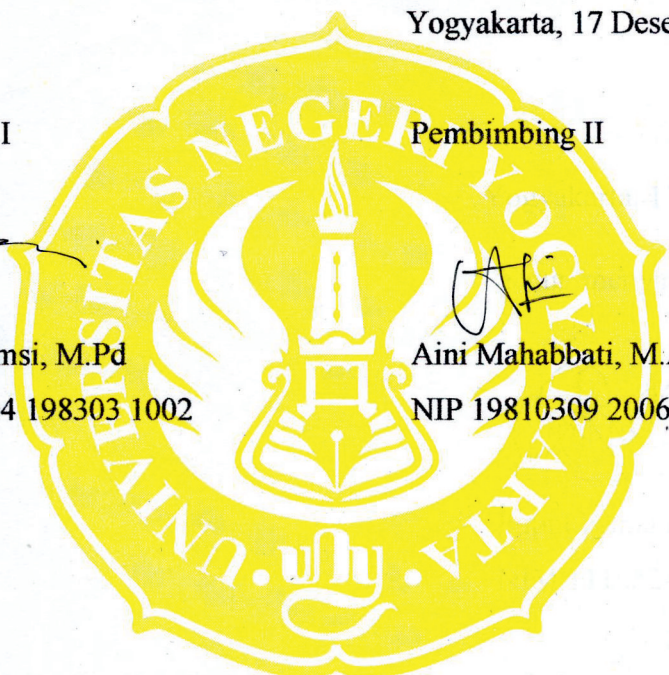 Yogyakarta, 17 Dese
I
Pembimbing II
UNIVERSITAS NEGERI YOGYAKARTA
uny
msi, M.Pd
Aini Mahabbati, M.
4 198303 1002
NIP 19810309 2006